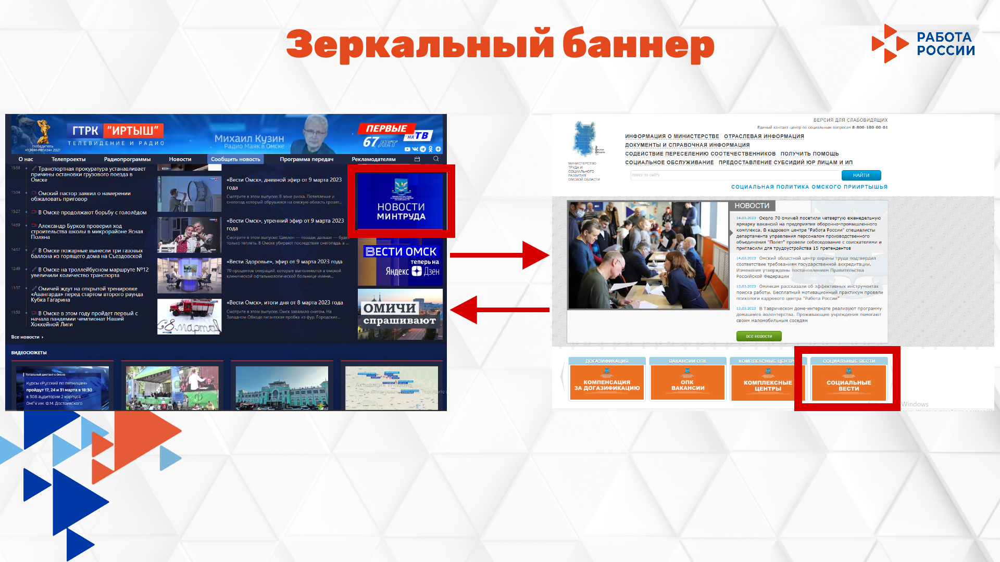 Зеркальный баннер
РАБОТА
РОССИИ
Победитель
«ТЭФИ-Регион» 2021
ГТРК "ИРТЫШ"
ТЕЛЕВИДЕНИЕ И РАДИО
Михаил Кузин
Радио Маяк в Омске
ПЕРВЫЕ
НА ТВ
67 ЛЕТ
О нас Телепроекты Радиопрограммы Новости Сообщить новость Программа передач Рекламодателям
15:58 Транспортная прокуратура устанавливает
причины остановки грузового поезда в
Омске
15:34 Омский пастор заявил о намерении
обжаловать приговор
15:27 В Омске продолжают борьбу с гололёдом
14:59 Александр Бурков проверил ход
строительства школы в микрорайоне Ясная
Поляна
14:57 В Омске пожарные вынесли три газовых
баллона из горящего дома на Съездовской
12:49 В Омске на троллейбусном маршруте №12
увеличили количество транспорта
11:57 Омичей ждут на открытой тренировке
«Авангарда» перед стартом второго раунда
Кубка Гагарина
11:50 В Омске в этом году пройдет первый с
начала пандемии чемпионат Нашей
Хоккейной Лиги
Все новости
«Вести Омск», дневной эфир от 9 марта 2023
года
Смотрите в этом выпуске: В зоне риска. Потепление и
снегопад который обрушился на омскую область грозят...
«Вести Омск», утренний эфир от 9 марта 2023
года
Смотрите в этом выпуске: Циклон — позади, дальше — буде
только теплеть. В Омске убирают последствия снегопада, а ...
«Вести Здоровье», эфир от 9 марта 2023 года
70 процентов операций, которые выполняются в омской
клинической офтальмологической больнице имени...
«Вести Омск», итоги дня от 8 марта 2023 года
Смотрите в этом выпуске: Омск завалило снегом. На
Западном Обходе гигантская пробка из фур. Городские...
8 марта
НОВОСТИ
МИНТРУДА
ВЕСТИ ОМСК
теперь на
Яндекс Дзен
ОМИЧИ
спрашивают
ВИДЕОСЮЖЕТЫ
Тотальный диктант в Омске
Курсы «Русский по пятницам»
пройдут 17, 24 и 31 марта в 18:30
в 308 аудитории 2 корпуса
ОмГУ им. Ф.М. Достоевского
Активация Windows
ВЕРСИЯ ДЛЯ СЛАБОВИДЯЩИХ
Единый контакт-центр по социальным вопросам 8-800-100-00-01
МИНИСТЕРСТВО
ТРУДА И
СОЦИАЛЬНОГО
РАЗВИТИЯ
ОМСКОЙ ОБЛАСТИ
ИНФОРМАЦИЯ О МИНИСТЕРСТВЕ ОТРАСЛЕВАЯ ИНФОРМАЦИЯ
ДОКУМЕНТЫ И СПРАВОЧНАЯ ИНФОРМАЦИЯ
СОДЕЙСТВИЕ ПЕРЕСЕЛЕНИЮ СООТЕЧЕСТВЕННИКОВ ПОЛУЧИТЬ ПОМОЩЬ
СОЦИАЛЬНОЕ ОБСЛУЖИВАНИЕ ПРЕДОСТАВЛЕНИЕ СУБСИДИЙ ЮР ЛИЦАМ И ИП
поиск по сайту НАЙТИ
СОЦИАЛЬНАЯ ПОЛИТИКА ОМСКОГО ПРИИРТЫШЬЯ
НОВОСТИ
14.03.2023 Около 70 омичей посетили четвертую еженедельную
ярмарку вакансий на предприятия оборонно-промышленного
комплекса. В кадровом центре "Работа России" специалисты
департамента управления персоналом производственного
объединения "Полет" провели собеседование с соискателями и
пригласили для трудоустройства 15 претендентов
14.03.2023 Омский областной центр охраны труда подтвердил
соответствие требованиям государственной аккредитации.
Изменения утверждены постановлением Правительства
Российской Федерации
13.03.2023 Омичкам рассказали об эффективных инструментах
поиска работы. Бесплатный мотивационный практикум провели
психологи кадрового центра "Работа России"
13.03.2023 В Таврическом доме-интернате реализуют программу
домашнего волонтерства. Проживающие учреждения помогают
своим маломобильным соседям
все новости
ДОГАЗИФИКАЦИЯ
КОМПЕНСАЦИЯ
ЗА ДОГАЗИФИКАЦИЮ
ВАКАНСИИ ОПК
ОПК
ВАКАНСИИ
КОМПЛЕКСНЫЕ ЦЕНТР
КОМПЛЕКСНЫЕ
ЦЕНТРЫ
СОЦИАЛЬНЫЕ ВЕСТИ
СОЦИАЛЬНЫЕ
ВЕСТИ
Windows